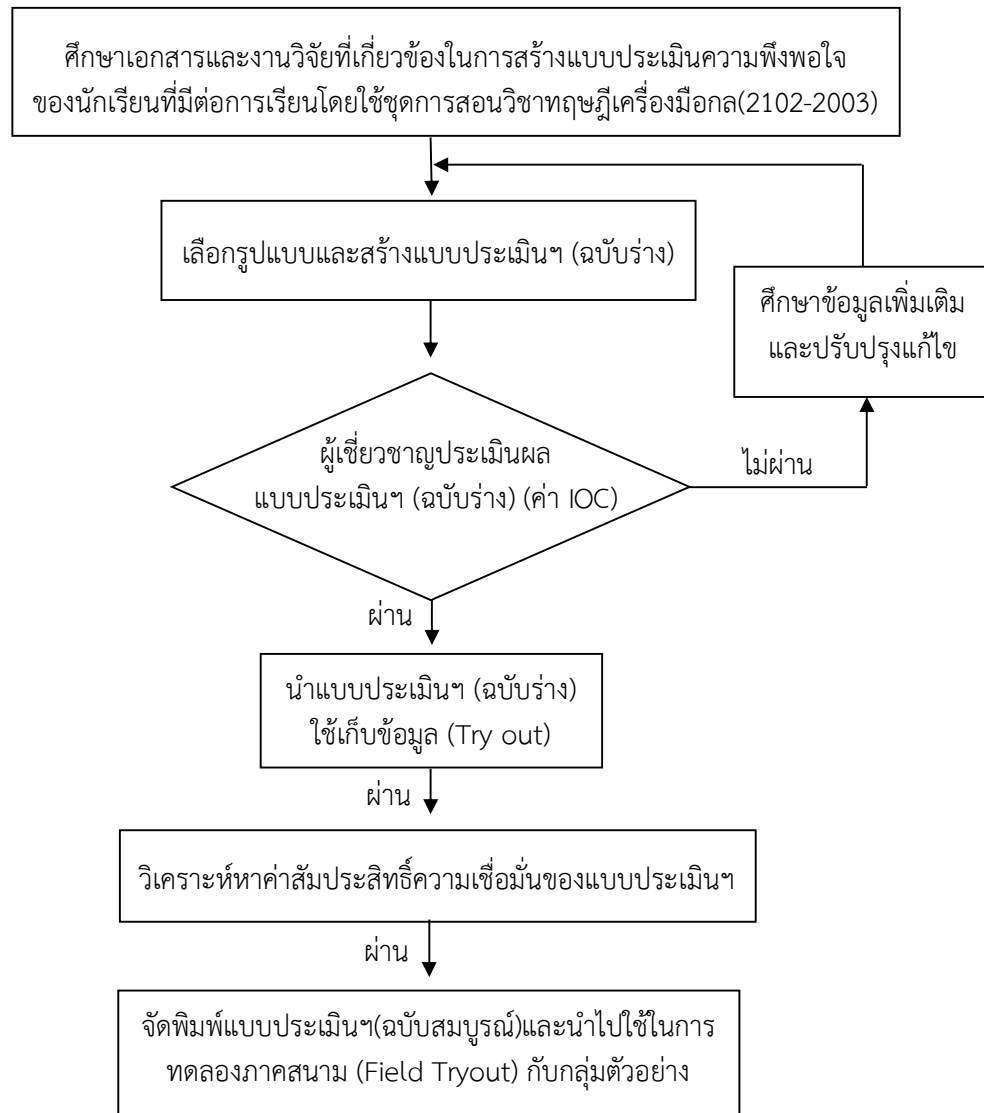 ศึกษาเอกสารและงานวิจัยที่เกี่ยวข้องในการสร้างแบบประเมินความพึงพอใจ
ของนักเรียนที่มีต่อการเรียนโดยใช้ชุดการสอนวิชาทฤษฎีเครื่องมือกล(2102-2003)
เลือกรูปแบบและสร้างแบบประเมินฯ (ฉบับร่าง)
ศึกษาข้อมูลเพิ่มเติม
และปรับปรุงแก้ไข
ผู้เชี่ยวชาญประเมินผล
แบบประเมินฯ (ฉบับร่าง) (ค่า IOC)
ไม่ผ่าน
ผ่าน
นำแบบประเมินฯ (ฉบับร่าง)
ใช้เก็บข้อมูล (Try out)
ผ่าน
วิเคราะห์หาค่าสัมประสิทธิ์ความเชื่อมั่นของแบบประเมินฯ
ผ่าน
จัดพิมพ์แบบประเมินฯ(ฉบับสมบูรณ์)และนำไปใช้ในการ
ทดลองภาคสนาม (Field Tryout) กับกลุ่มตัวอย่าง